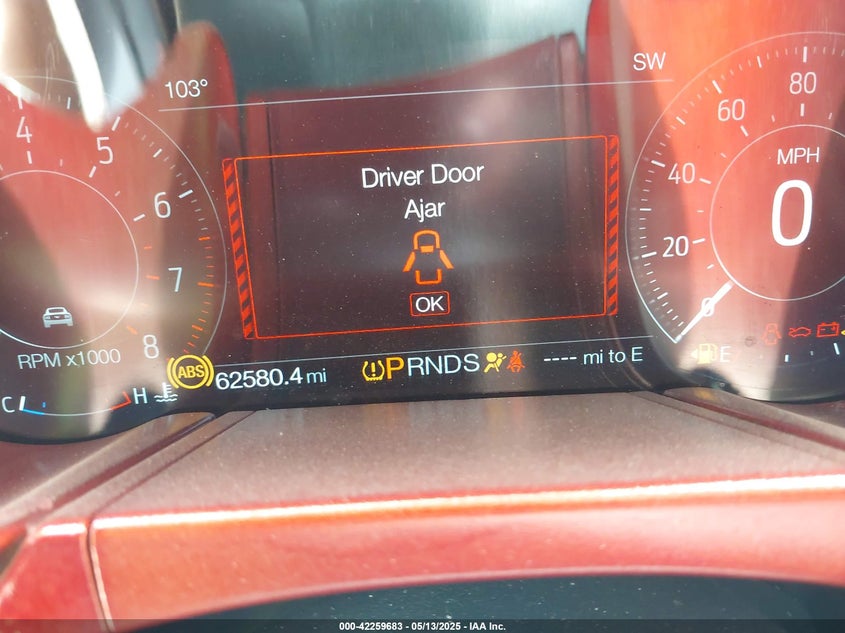 103°
SW
4
5
6
7
8
RPM x1000
Driver Door
Ajar
OK
80
60
40
20
0
MPH
0
C
H
ABS
62580.4 mi
PRNDS
---- mi to E
E
000-42259683 - 05/13/2025 - IAA Inc.